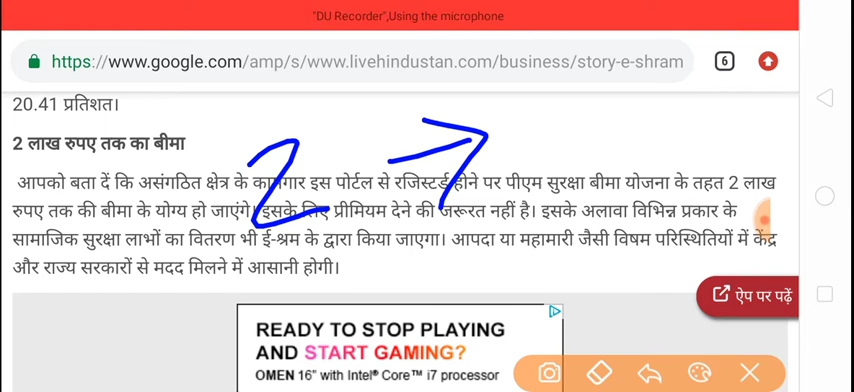 "DU Recorder",Using the microphone
https://www.google.com/amp/s/www.livehindustan.com/business/story-e-shram
6
20.41 प्रतिशत।
2 लाख रुपए तक का बीमा
आपको बता दें कि असंगठित क्षेत्र के कामगार इस पोर्टल से रजिस्टर्ड होने पर पीएम सुरक्षा बीमा योजना के तहत 2 लाख
रुपए तक की बीमा के योग्य हो जाएंगे। इसके लिए प्रीमियम देने की जरूरत नहीं है। इसके अलावा विभिन्न प्रकार के
सामाजिक सुरक्षा लाभों का वितरण भी ई-श्रम के द्वारा किया जाएगा। आपदा या महामारी जैसी विषम परिस्थितियों में केंद्र
और राज्य सरकारों से मदद मिलने में आसानी होगी।
2
ऐप पर पढ़ें
READY TO STOP PLAYING
AND START GAMING?
OMEN 16" with Intel® Core™ i7 processor